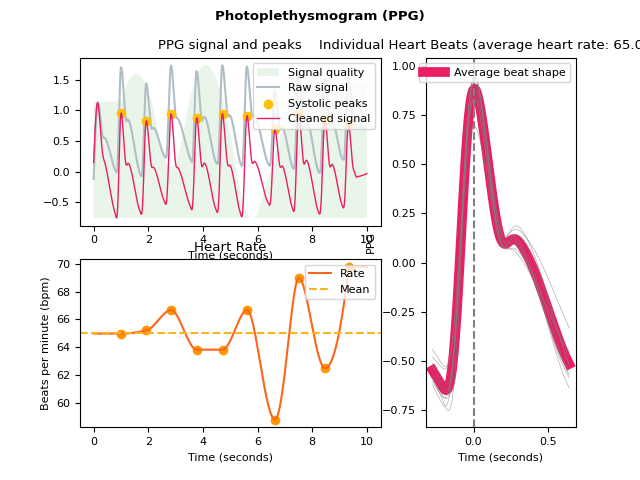 Photoplethysmogram (PPG)
PPG signal and peaks
Individual Heart Beats (average heart rate: 65.0
Signal quality
Raw signal
Systolic peaks
Cleaned signal
1.5
1.0
0.5
0.0
−0.5
0
2
4
6
8
10
Time (seconds)
Heart Rate
Rate
Mean
Beats per minute (bpm)
70
68
66
64
62
60
0
2
4
6
8
10
Time (seconds)
Average beat shape
PPG
1.00
0.75
0.50
0.25
0.00
−0.25
−0.50
−0.75
0.0
0.5
Time (seconds)